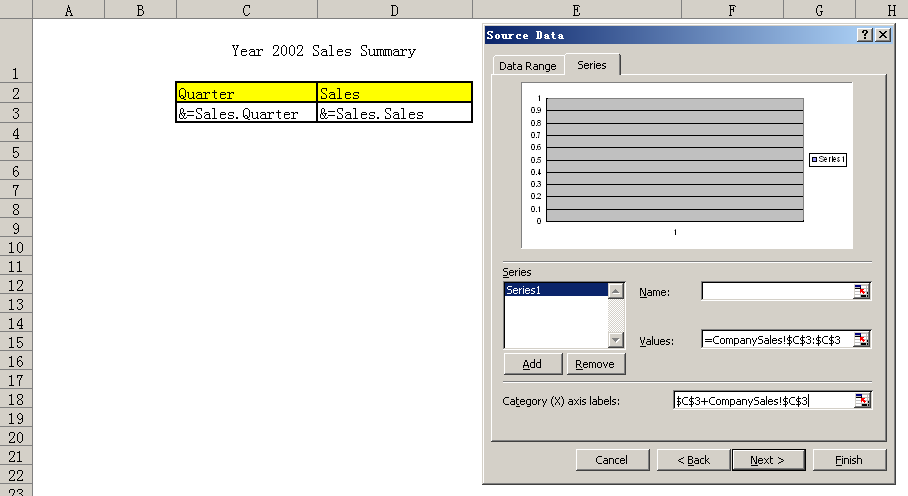 A B C D E F G H
1 Year 2002 Sales Summary
2 Quarter Sales
3 &=Sales.Quarter &=Sales.Sales
4
5
6
7
8
9
10
11
12
13
14
15
16
17
18
19
20
21
22
23
Source Data
Data Range Series
1
0.9
0.8
0.7
0.6
0.5
0.4
0.3
0.2
0.1
0
1
Series1
Series
Series1
Name:
Values: =CompanySales!$C$3:$C$3
Add Remove
Category (X) axis labels: $C$3+CompanySales!$C$3
Cancel < Back Next > Finish